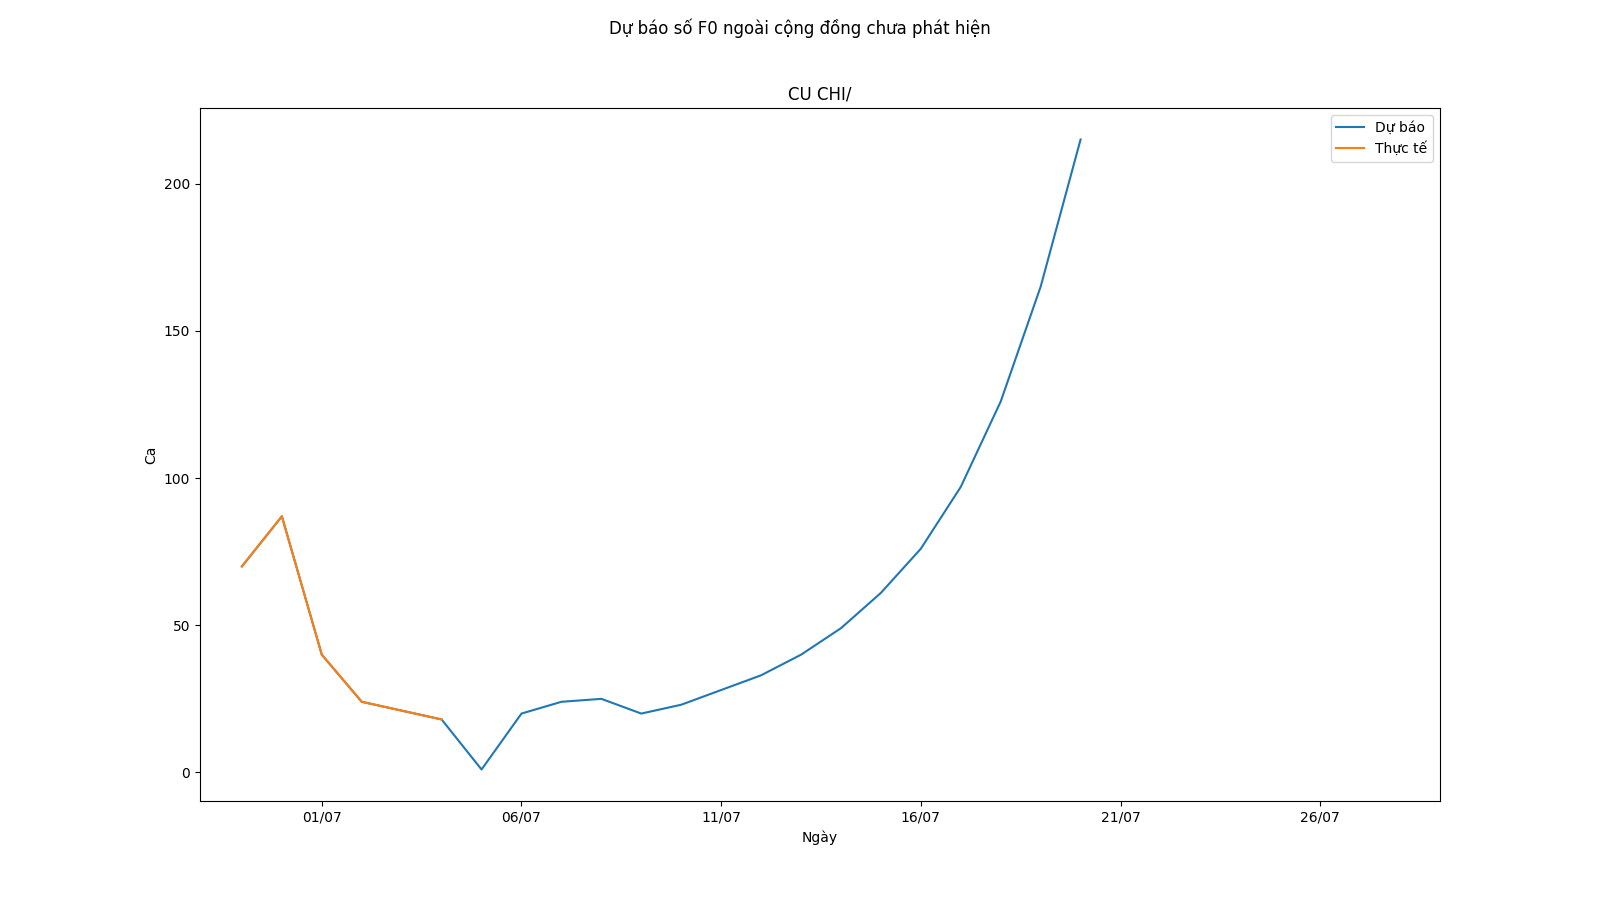 Dự báo số F0 ngoài cộng đồng chưa phát hiện
CU CHI/
Dự báo
Thực tế
200
150
100
50
0
Ca
01/07 06/07 11/07 16/07 21/07 26/07
Ngày